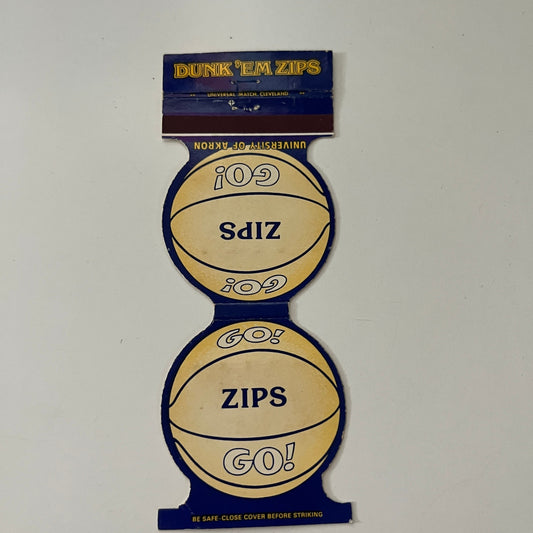 DUNK 'EM ZIPS
UNIVERSAL MATCH, CLEVELAND
UNIVERSITY OF AKRON
GO!
ZIPS
GO!
GO!
ZIPS
GO!
BE SAFE-CLOSE COVER BEFORE STRIKING